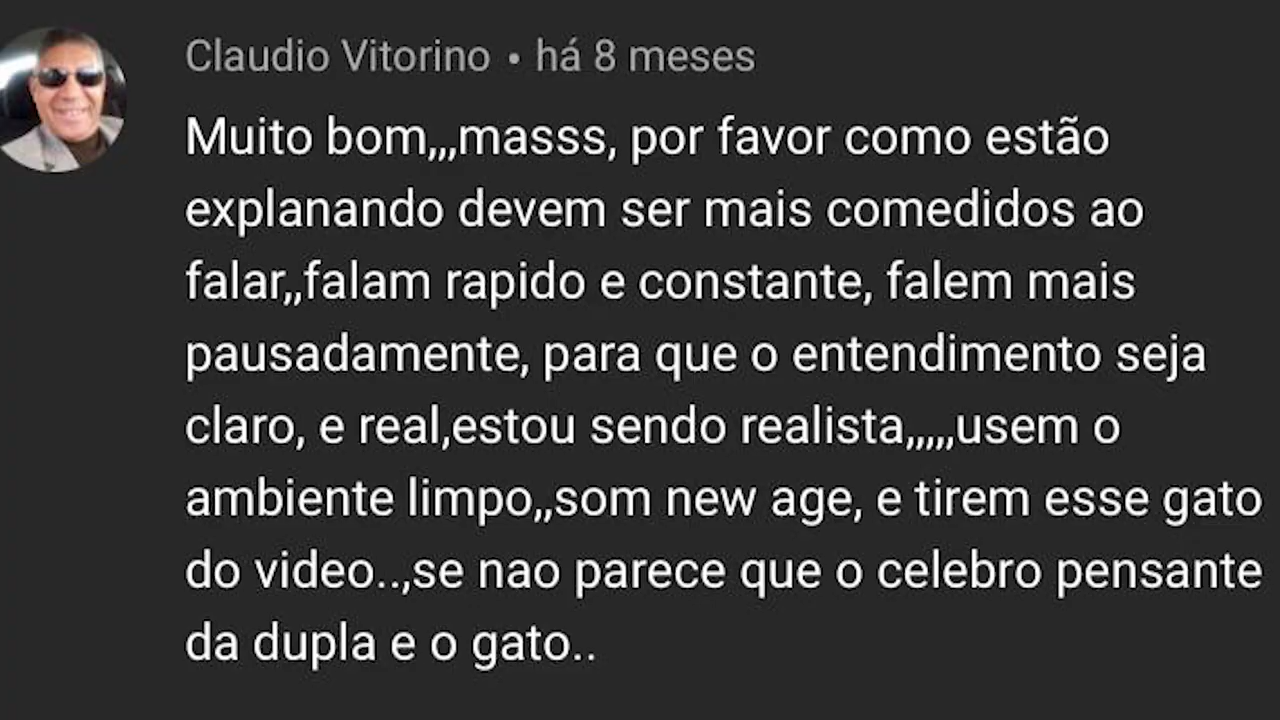 Claudio Vitorino • há 8 meses
Muito bom,,,masss, por favor como estão
explanando devem ser mais comedidos ao
falar,,falam rapido e constante, falem mais
pausadamente, para que o entendimento seja
claro, e real,estou sendo realista,,,,,usem o
ambiente limpo,,som new age, e tirem esse gato
do video..,se nao parece que o celebro pensante
da dupla e o gato..